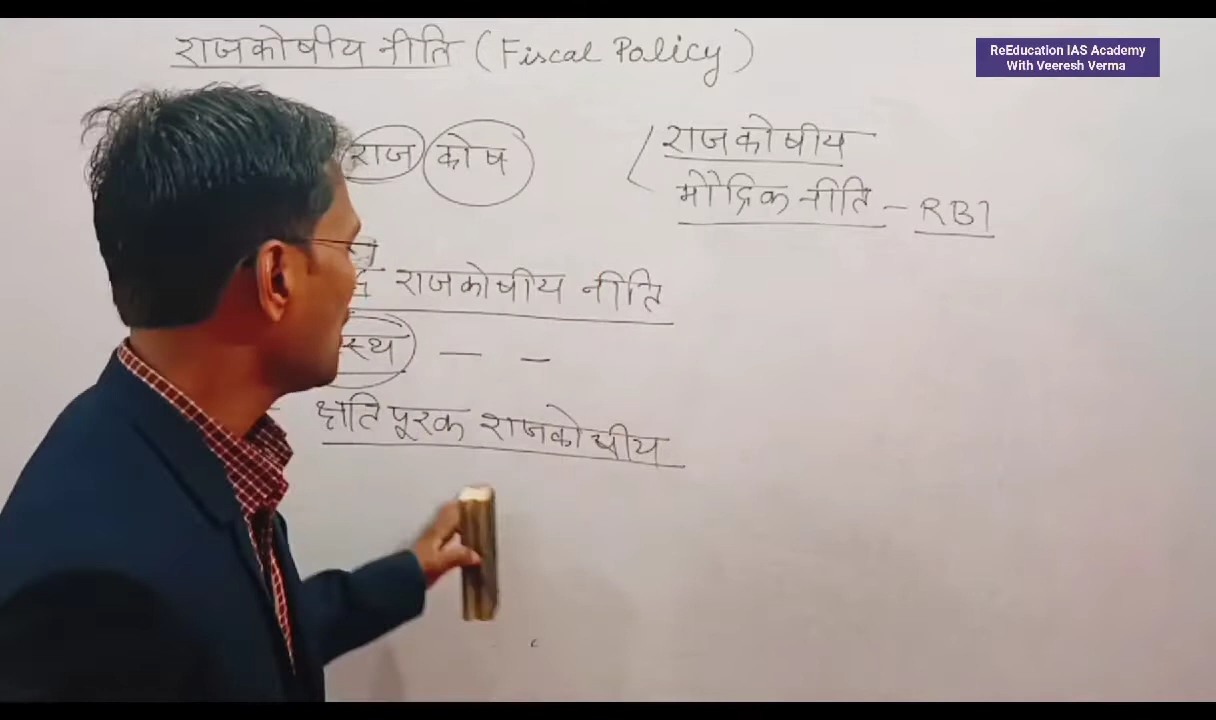 राजकोषीय नीति (Fiscal Policy)
ReEducation IAS Academy
With Veeresh Verma
राज कोष
राजकोषीय
मौद्रिक नीति - RBI
राजकोषीय नीति
स्थ — -
क्षतिपूरक राजकोषीय